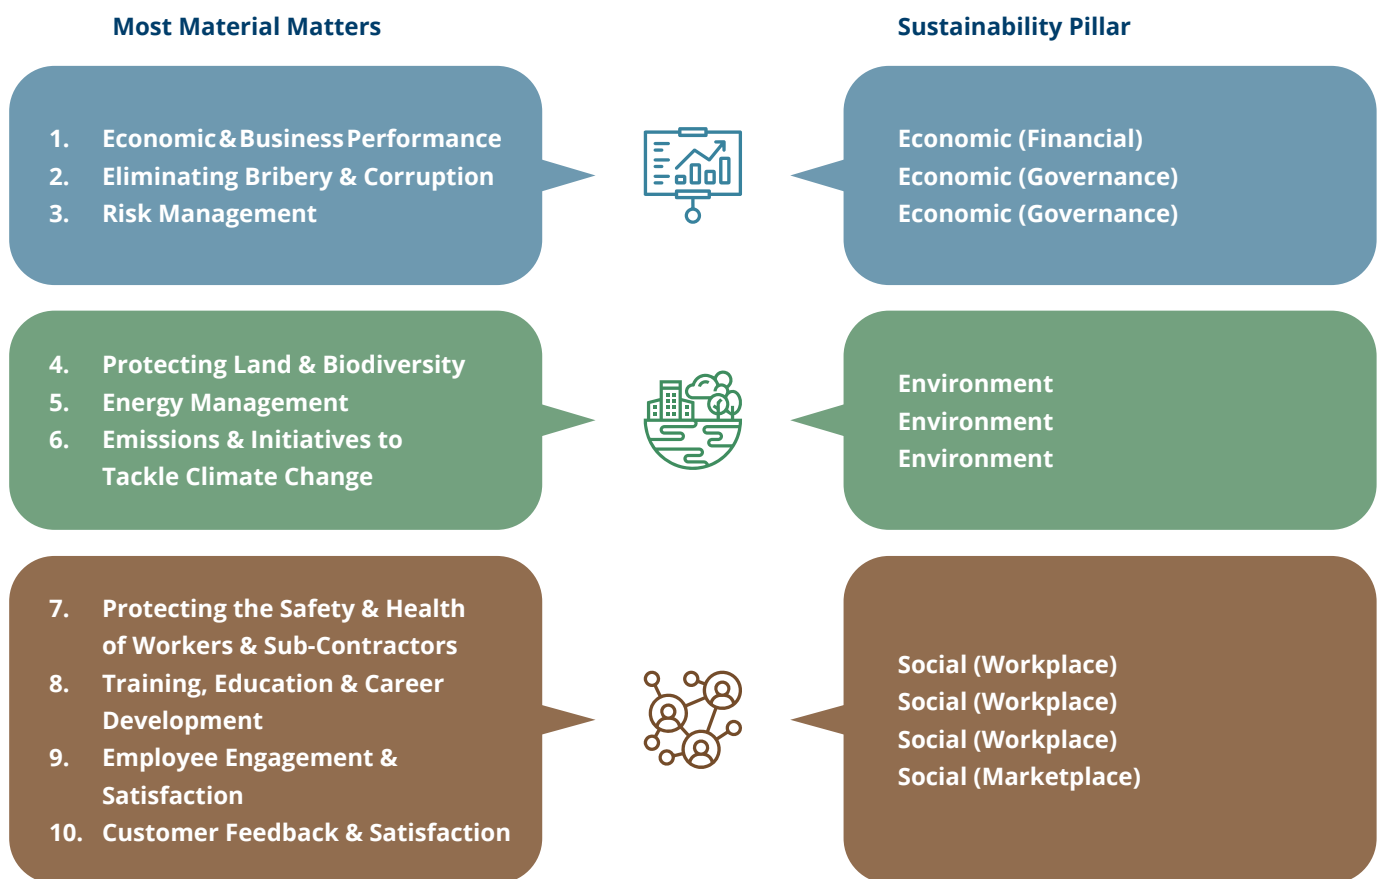 Most Material Matters
Sustainability Pillar
1. Economic & Business Performance
2. Eliminating Bribery & Corruption
3. Risk Management
Economic (Financial)
Economic (Governance)
Economic (Governance)
4. Protecting Land & Biodiversity
5. Energy Management
6. Emissions & Initiatives to
Tackle Climate Change
Environment
Environment
Environment
7. Protecting the Safety & Health
of Workers & Sub-Contractors
8. Training, Education & Career
Development
9. Employee Engagement &
Satisfaction
10. Customer Feedback & Satisfaction
Social (Workplace)
Social (Workplace)
Social (Workplace)
Social (Marketplace)